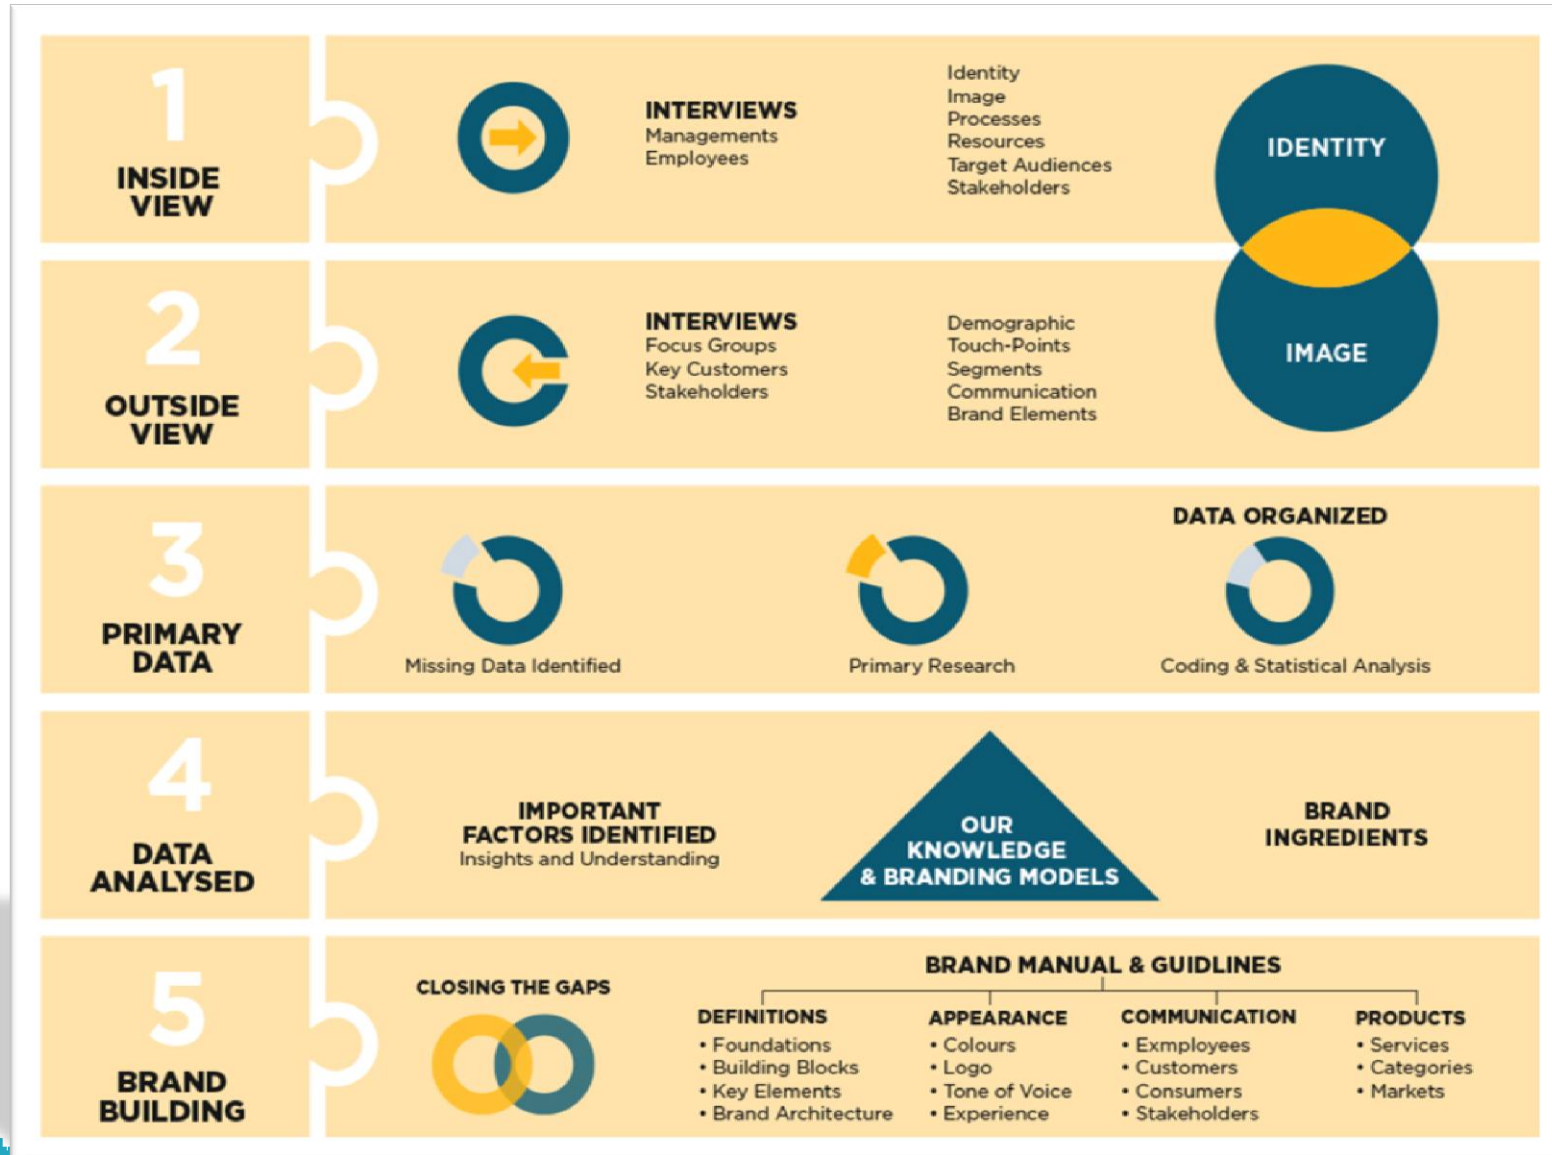 1
INSIDE
VIEW
INTERVIEWS
Managements
Employees
Identity
Image
Processes
Resources
Target Audiences
Stakeholders
IDENTITY
2
OUTSIDE
VIEW
INTERVIEWS
Focus Groups
Key Customers
Stakeholders
Demographic
Touch-Points
Segments
Communication
Brand Elements
IMAGE
3
PRIMARY
DATA
Missing Data Identified
Primary Research
DATA ORGANIZED
Coding & Statistical Analysis
4
DATA
ANALYSED
IMPORTANT
FACTORS IDENTIFIED
Insights and Understanding
OUR
KNOWLEDGE
& BRANDING MODELS
BRAND
INGREDIENTS
5
BRAND
BUILDING
CLOSING THE GAPS
BRAND MANUAL & GUIDLINES
DEFINITIONS
• Foundations
• Building Blocks
• Key Elements
• Brand Architecture
APPEARANCE
• Colours
• Logo
• Tone of Voice
• Experience
COMMUNICATION
• Exmployees
• Customers
• Consumers
• Stakeholders
PRODUCTS
• Services
• Categories
• Markets